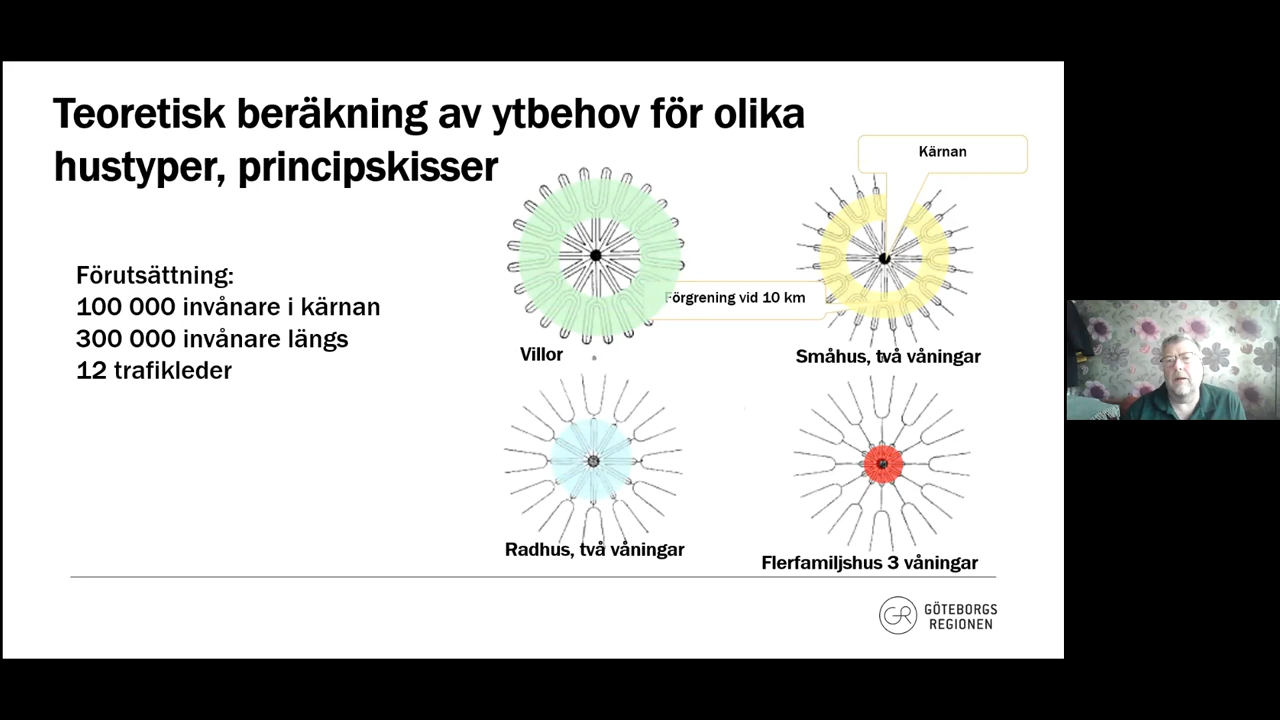 Teoretisk beräkning av ytbehov för olika
hustyper, principskisser
Kärnan
Förutsättning:
100 000 invånare i kärnan
300 000 invånare längs
12 trafikleder
Förgrening vid 10 km
Villor
Småhus, två våningar
Radhus, två våningar
Flerfamiljshus 3 våningar
GR
GÖTEBORGS
REGIONEN